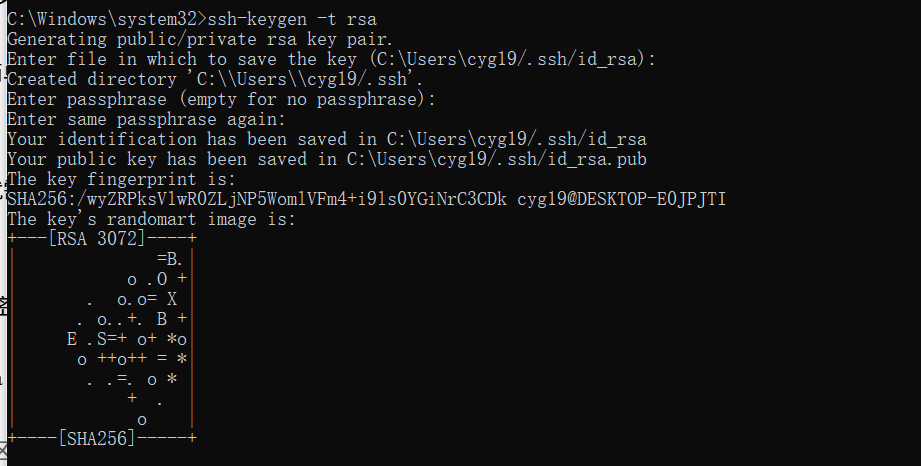 C:\Windows\system32>ssh-keygen -t rsa
Generating public/private rsa key pair.
Enter file in which to save the key (C:\Users\cyg19/.ssh/id_rsa):
Created directory 'C:\\Users\\cyg19/.ssh'.
Enter passphrase (empty for no passphrase):
Enter same passphrase again:
Your identification has been saved in C:\Users\cyg19/.ssh/id_rsa
Your public key has been saved in C:\Users\cyg19/.ssh/id_rsa.pub
The key fingerprint is:
SHA256:/wyZRPksVlwR0ZLjNP5WomlVFm4+i9ls0YGiNrC3CDk cyg19@DESKTOP-E0JPJTI
The key's randomart image is:
+---[RSA 3072]----+
|              =B.|
|           o .O +|
|       .  o.o= X |
|      . o..+. B +|
|     E .S=+ o+ *o|
|      o ++o++ = *|
|       . .=. o * |
|           +  .  |
|            o    |
+----[SHA256]-----+